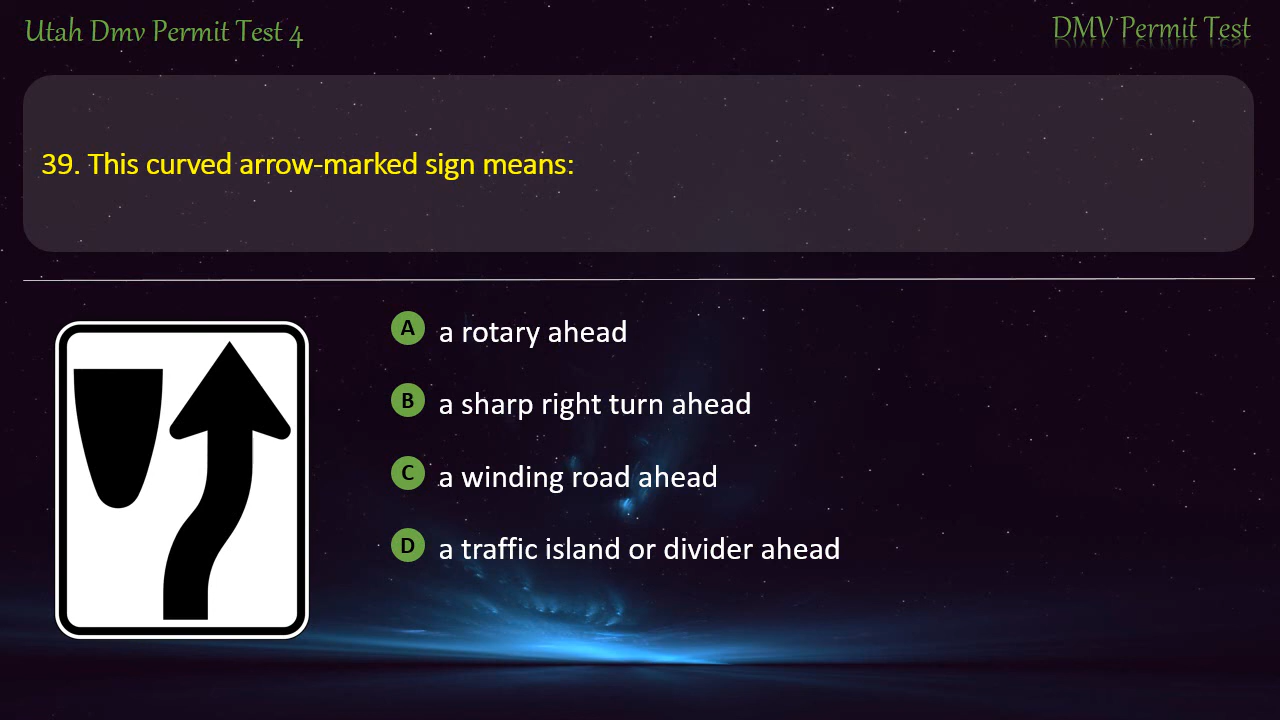 Utah Dmv Permit Test 4
DMV Permit Test
39. This curved arrow-marked sign means:
A a rotary ahead
B a sharp right turn ahead
C a winding road ahead
D a traffic island or divider ahead